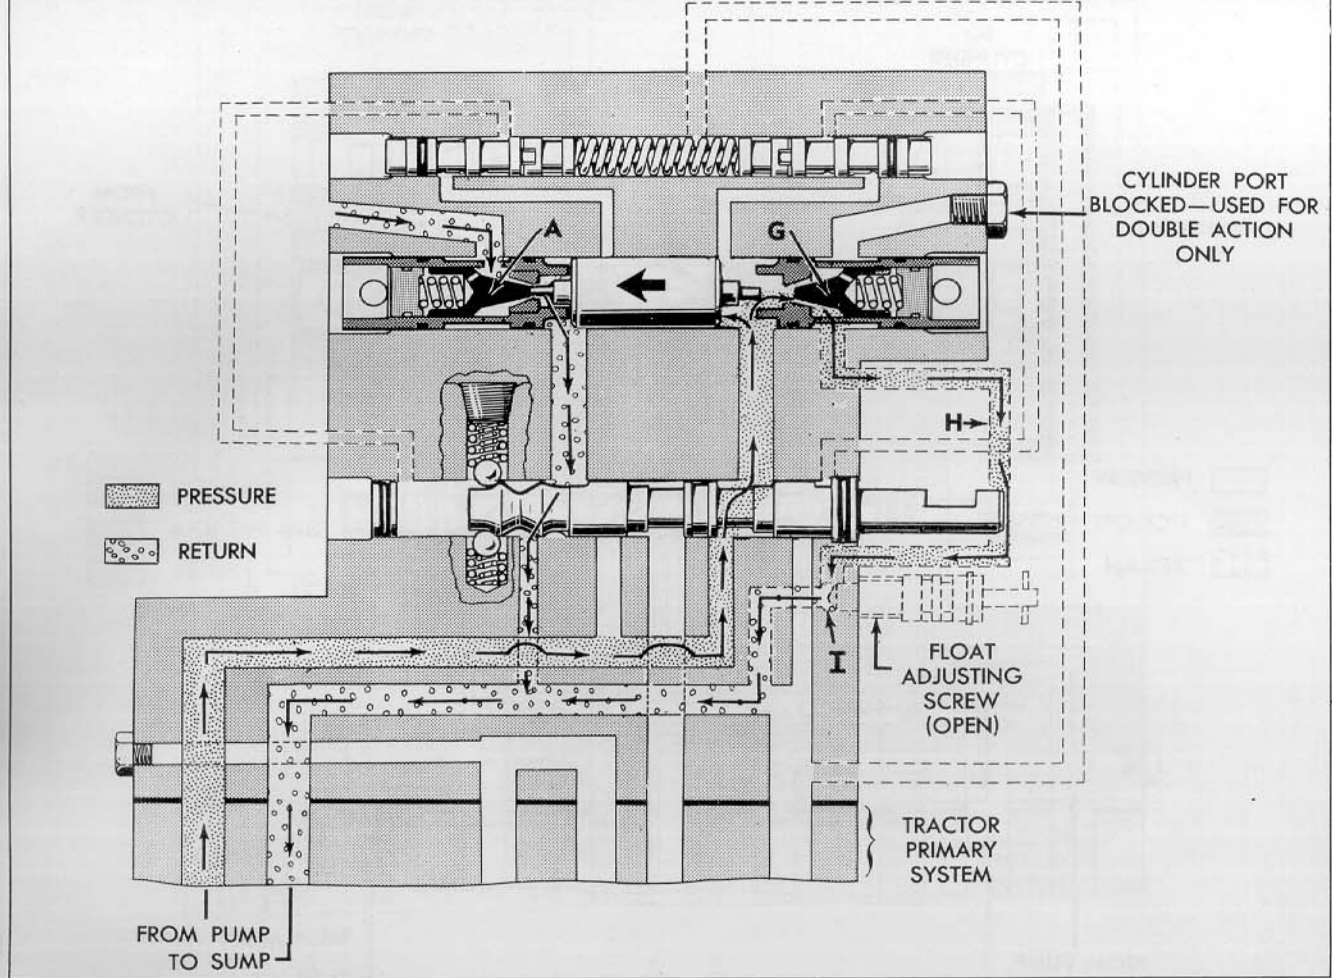 CYLINDER PORT
BLOCKED—USED FOR
DOUBLE ACTION
ONLY
A
G
H
PRESSURE
RETURN
I
FLOAT
ADJUSTING
SCREW
(OPEN)
TRACTOR
PRIMARY
SYSTEM
FROM PUMP
TO SUMP